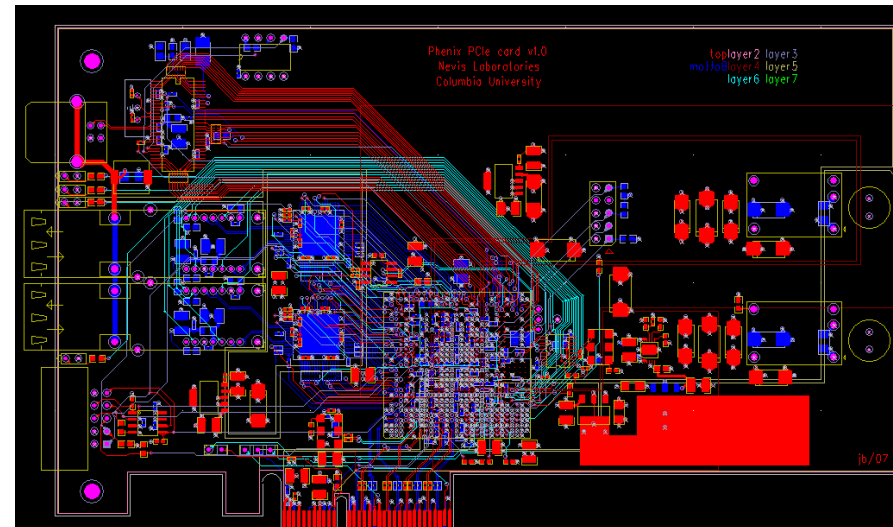 Phenix PCIe card v1.0
Nevis Laboratories
Columbia University
toplayer2 layer3
layer4 layer5
layer6 layer7
jb/07